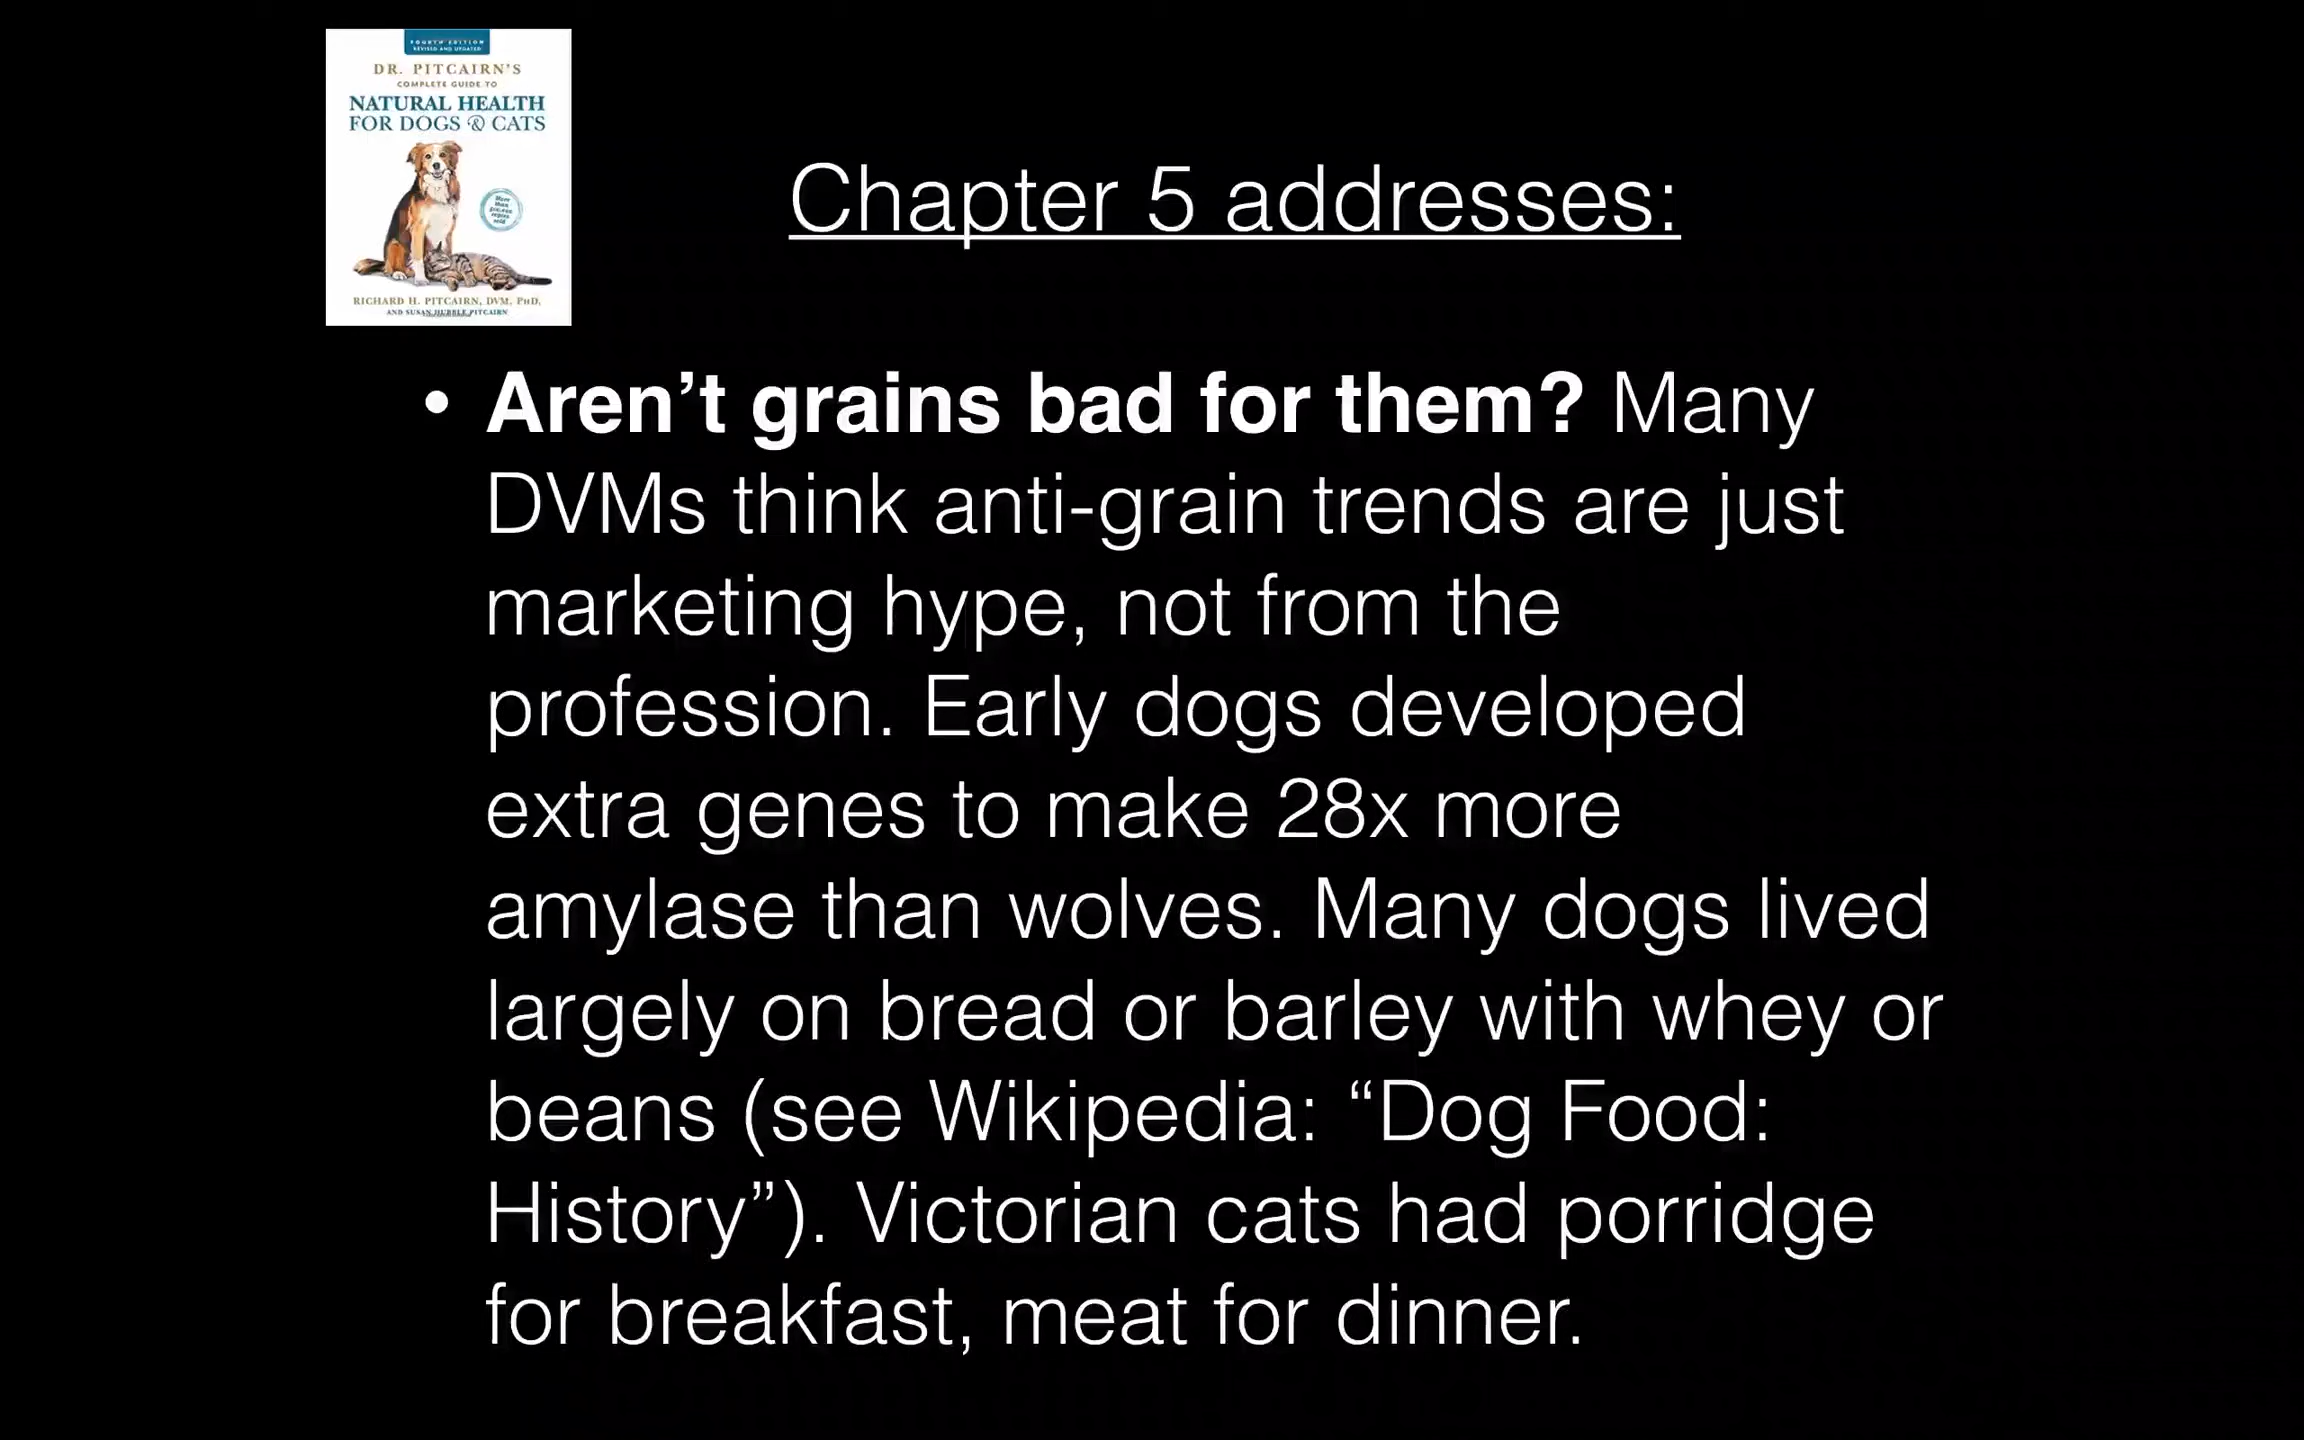 FOURTH EDITION
REVISED AND UPDATED
DR. PITCAIRN'S
COMPLETE GUIDE TO
NATURAL HEALTH
FOR DOGS & CATS
RICHARD H. PITCAIRN, DVM, PhD,
AND SUSAN HUBBLE PITCAIRN
Chapter 5 addresses:
• Aren’t grains bad for them? Many
DVMs think anti-grain trends are just
marketing hype, not from the
profession. Early dogs developed
extra genes to make 28x more
amylase than wolves. Many dogs lived
largely on bread or barley with whey or
beans (see Wikipedia: “Dog Food:
History”). Victorian cats had porridge
for breakfast, meat for dinner.